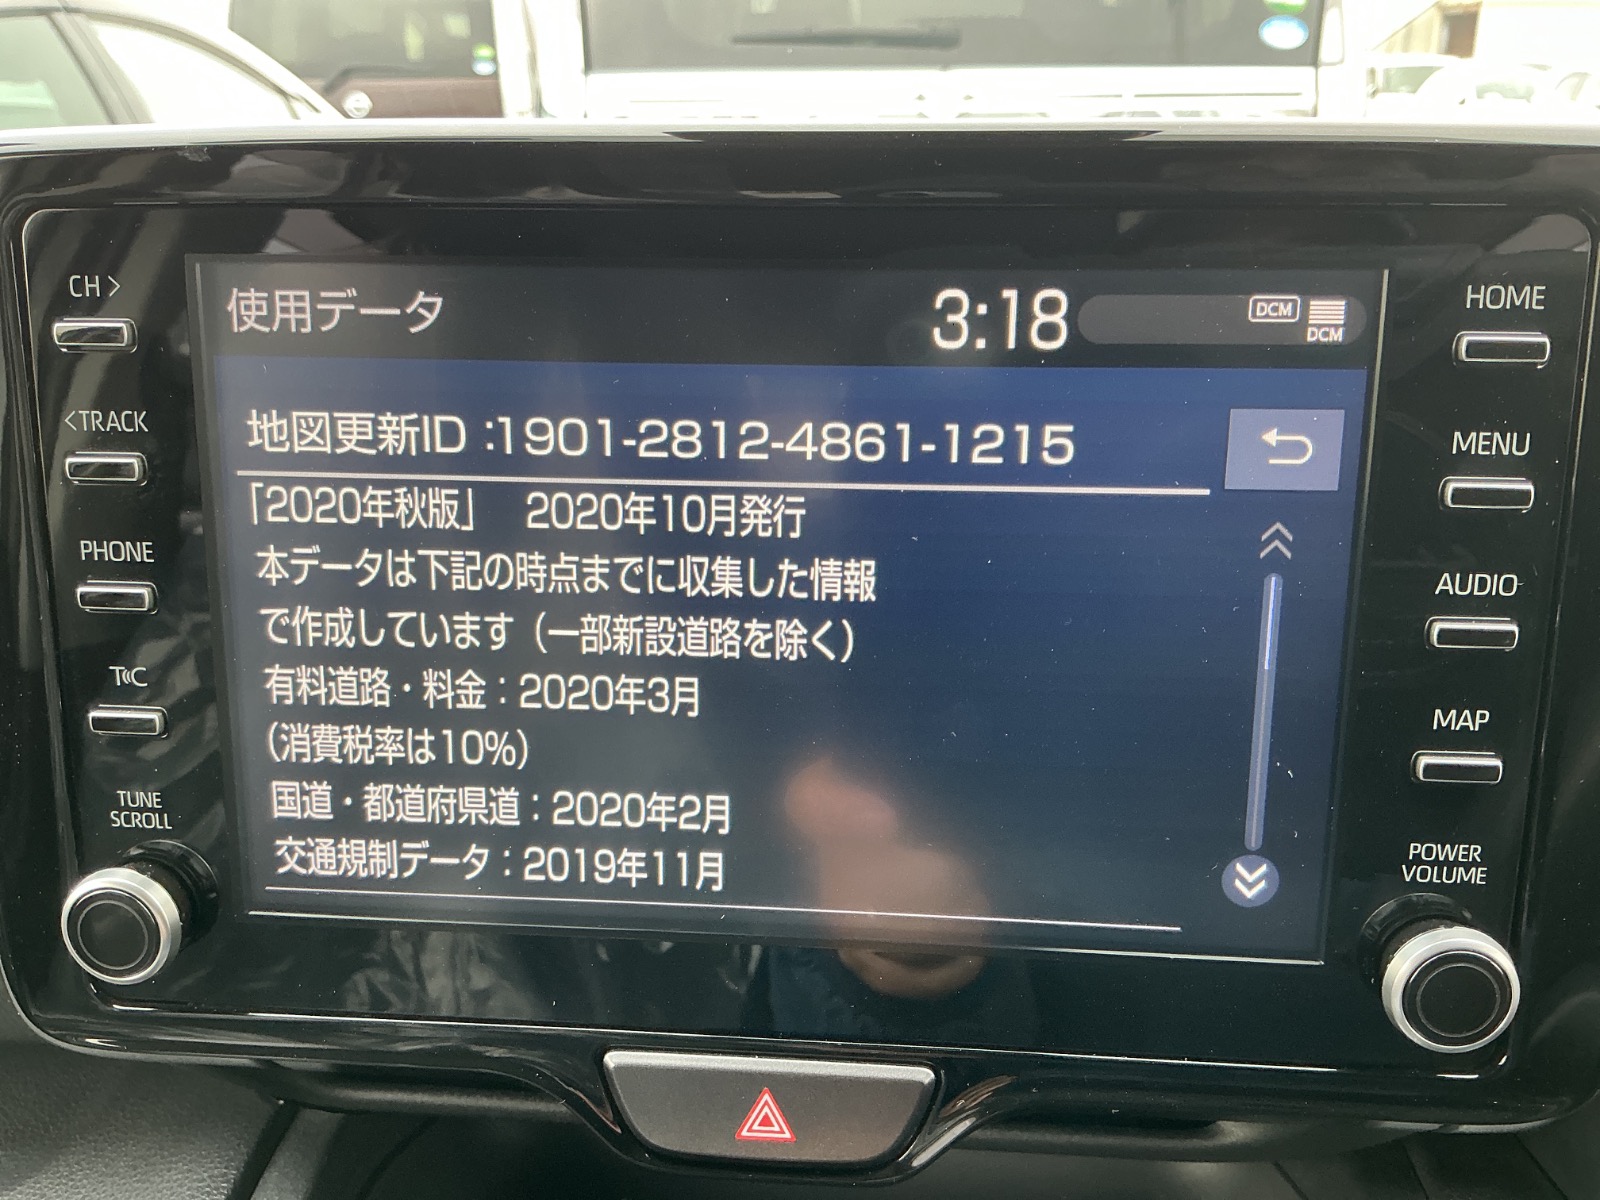 CH>
<TRACK
PHONE
T«C
TUNE
SCROLL
使用データ
3:18
DCM
DCM
地図更新ID :1901-2812-4861-1215
「2020年秋版」 2020年10月発行
本データは下記の時点までに収集した情報
で作成しています（一部新設道路を除く）
有料道路・料金：2020年3月
（消費税率は10%）
国道・都道府県道：2020年2月
交通規制データ：2019年11月
HOME
MENU
AUDIO
MAP
POWER
VOLUME